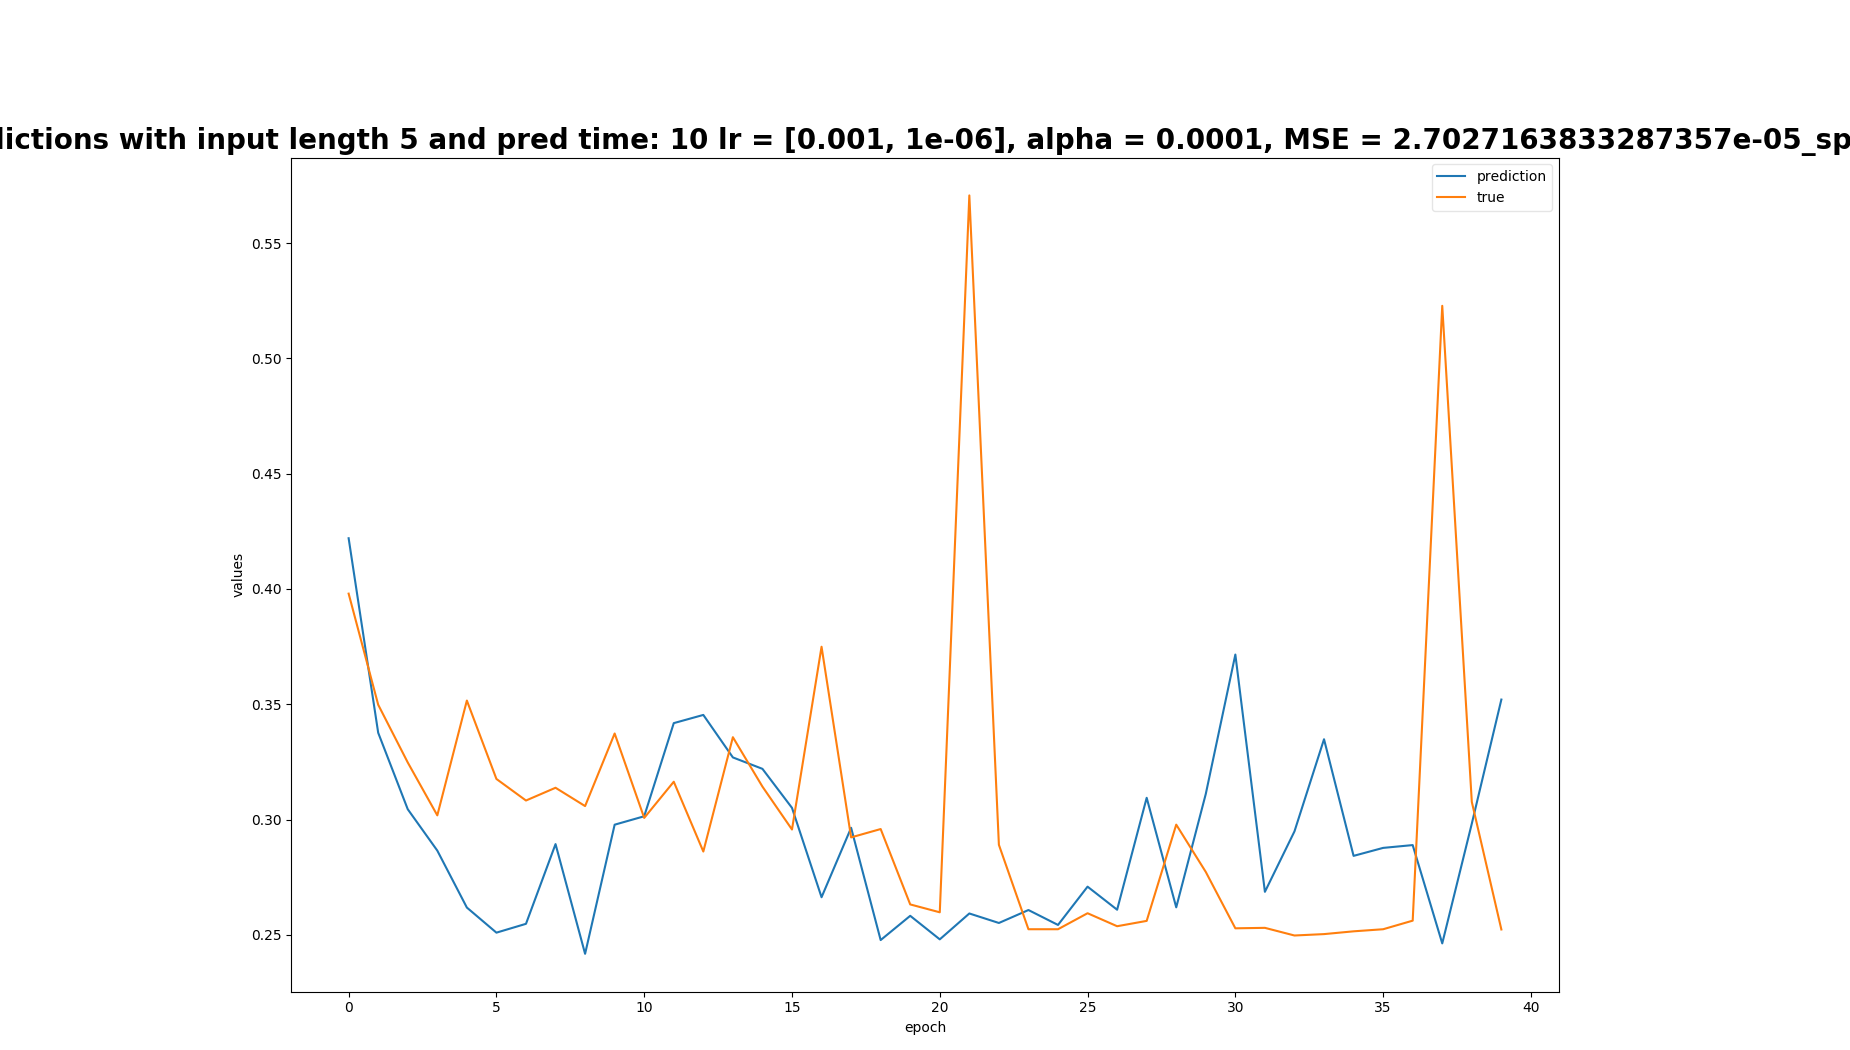 lictions with input length 5 and pred time: 10 lr = [0.001, 1e-06], alpha = 0.0001, MSE = 2.7027163833287357e-05_sp
prediction
true
0.55
0.50
0.45
0.40
0.35
0.30
0.25
values
0 5 10 15 20 25 30 35 40
epoch